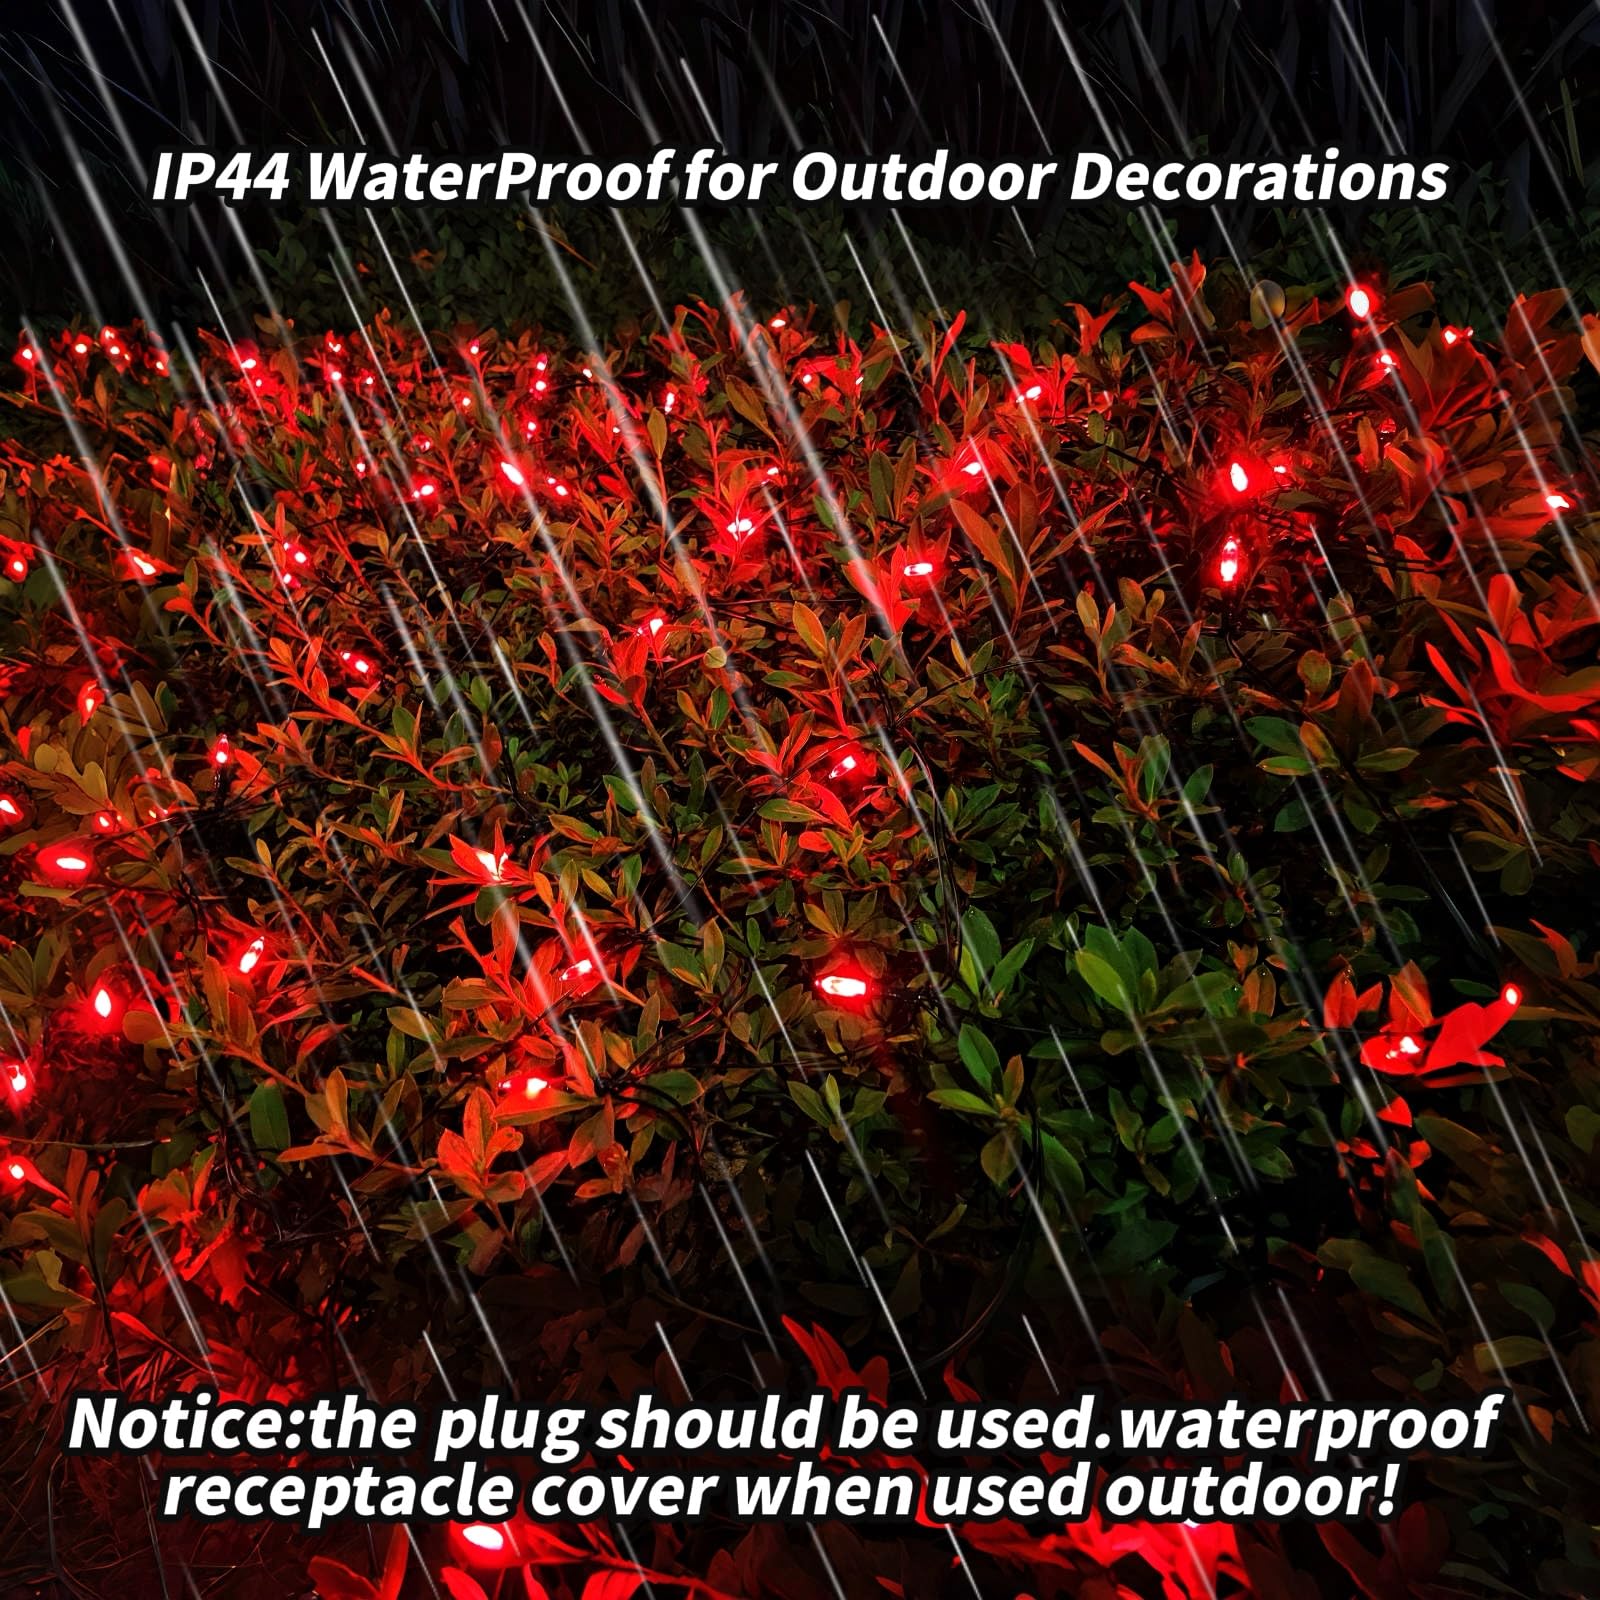 IP44 WaterProof for Outdoor Decorations
Notice:the plug should be used.waterproof
receptacle cover when used outdoor!